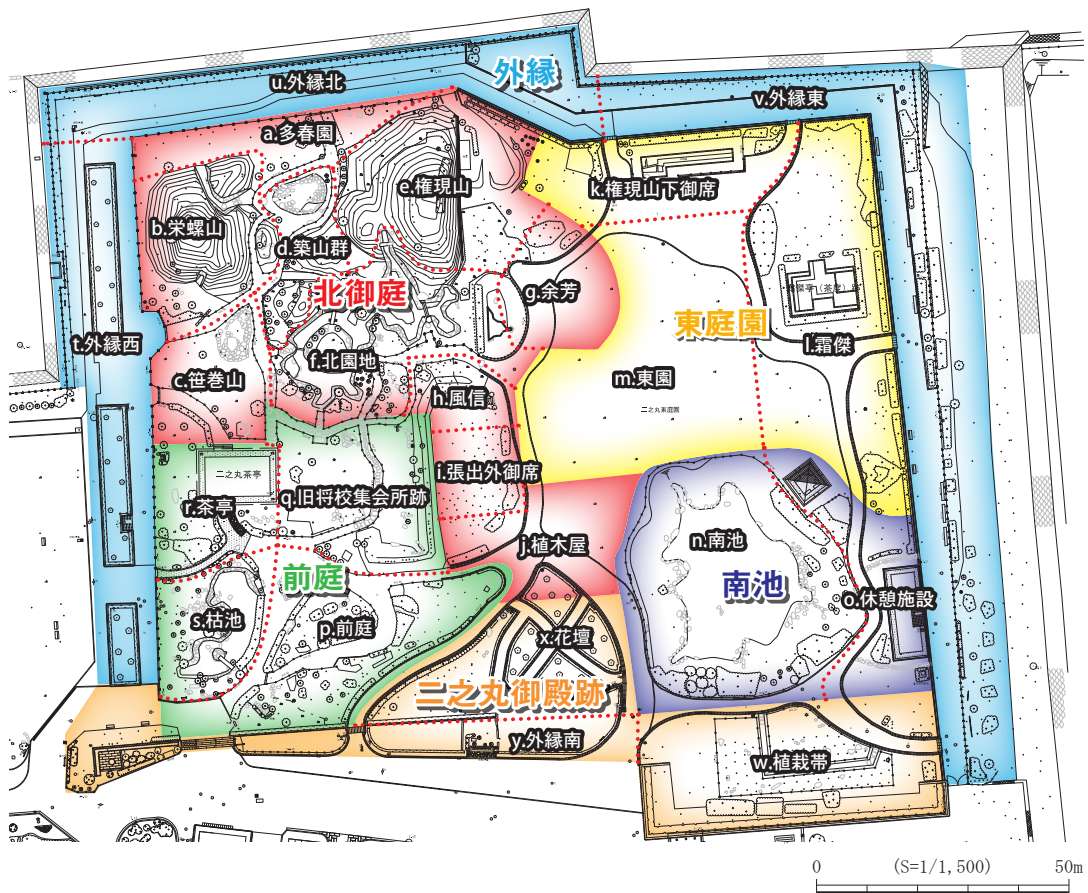 外縁
u.外縁北
v.外縁東
a.多春園
e.権現山
k.権現山下御席
b.栄螺山
d.築山群
北御庭
g.余芳
東庭園
l.霜傑
t.外縁西
f.北園地
c.笹巻山
m.東園
h.風信
二之丸東庭園
i.張出外御席
二之丸茶亭
q.旧将校集会所跡
r.茶亭
n.南池
j.植木屋
前庭
南池
o.休憩施設
s.枯池
p.前庭
x.花壇
二之丸御殿跡
y.外縁南
w.植栽帯
0 (S=1/1,500) 50m